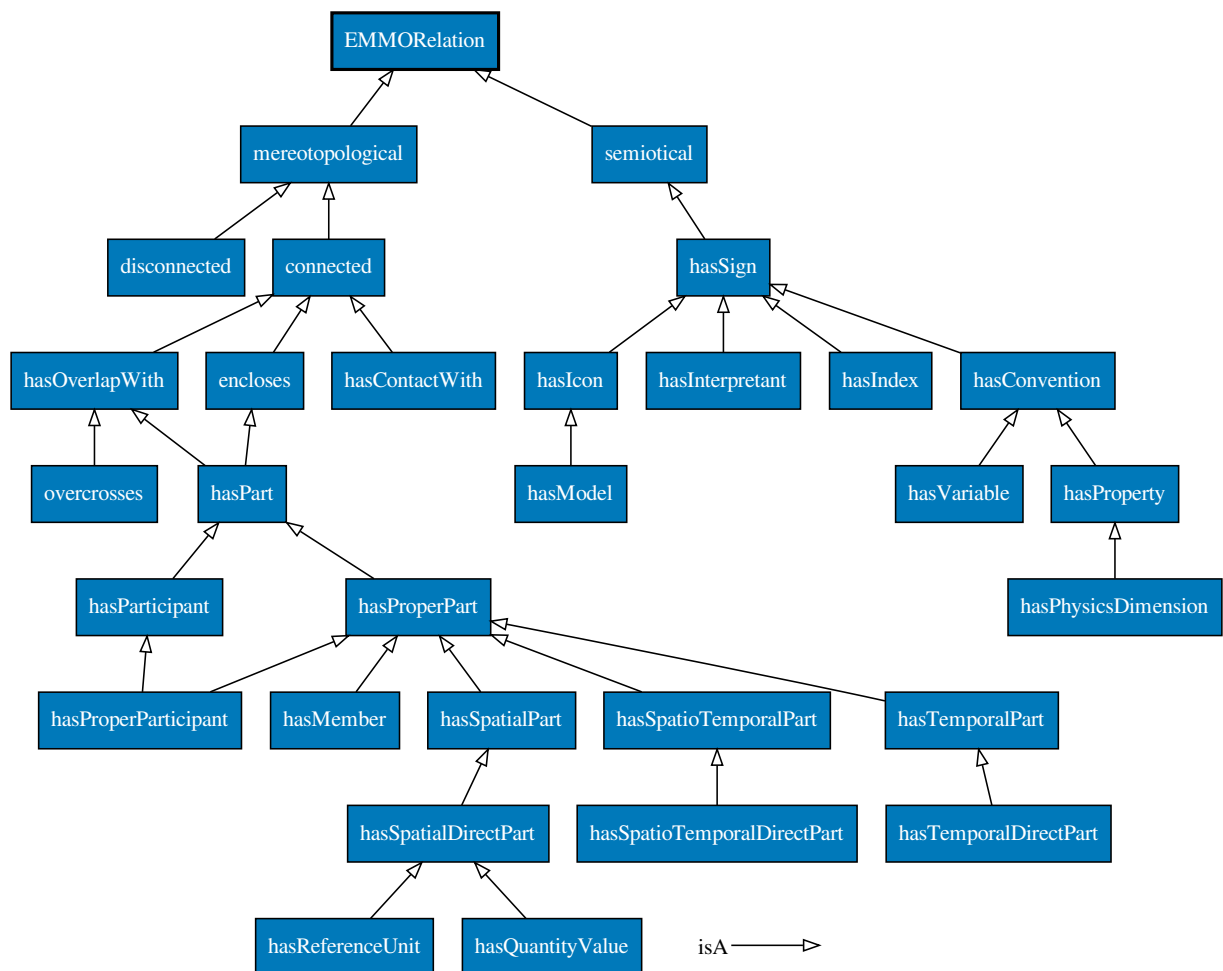 EMMORelation
mereotopological
semiotical
disconnected
connected
hasSign
hasOverlapWith
encloses
hasContactWith
hasIcon
hasInterpretant
hasIndex
hasConvention
overcrosses
hasPart
hasModel
hasVariable
hasProperty
hasParticipant
hasProperPart
hasPhysicsDimension
hasProperParticipant
hasMember
hasSpatialPart
hasSpatioTemporalPart
hasTemporalPart
hasSpatialDirectPart
hasSpatioTemporalDirectPart
hasTemporalDirectPart
hasReferenceUnit
hasQuantityValue
isA